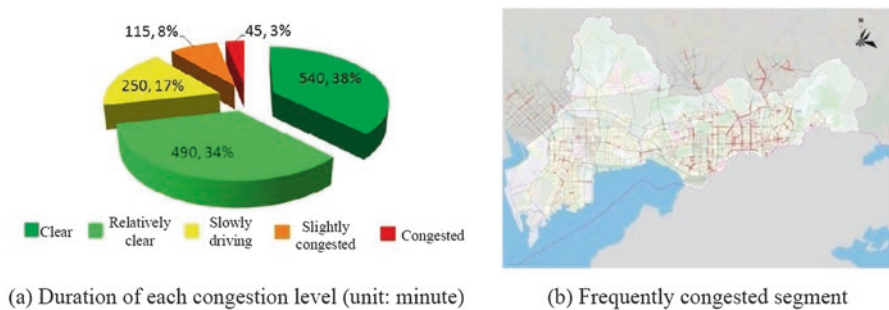 115, 8%
45, 3%
540, 38%
250, 17%
490, 34%
Clear
Relatively
clear
Slowly
driving
Slightly
congested
Congested
N
(a) Duration of each congestion level (unit: minute)
(b) Frequently congested segment